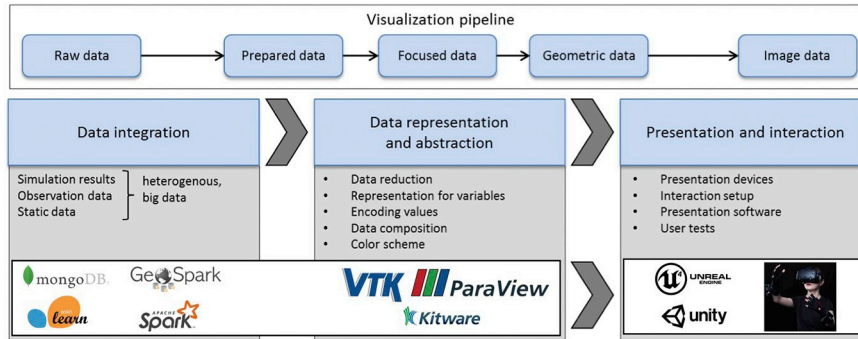 Visualization pipeline
Raw data
Prepared data
Focused data
Geometric data
Image data
Data integration
Data representation
and abstraction
Presentation and interaction
Simulation results
Observation data
Static data
heterogenous,
big data
• Data reduction
• Representation for variables
• Encoding values
• Data composition
• Color scheme
• Presentation devices
• Interaction setup
• Presentation software
• User tests
mongoDB.
GeoSpark
learn
APACHE
Spark
VTK
ParaView
Kitware
UNREAL
ENGINE
unity